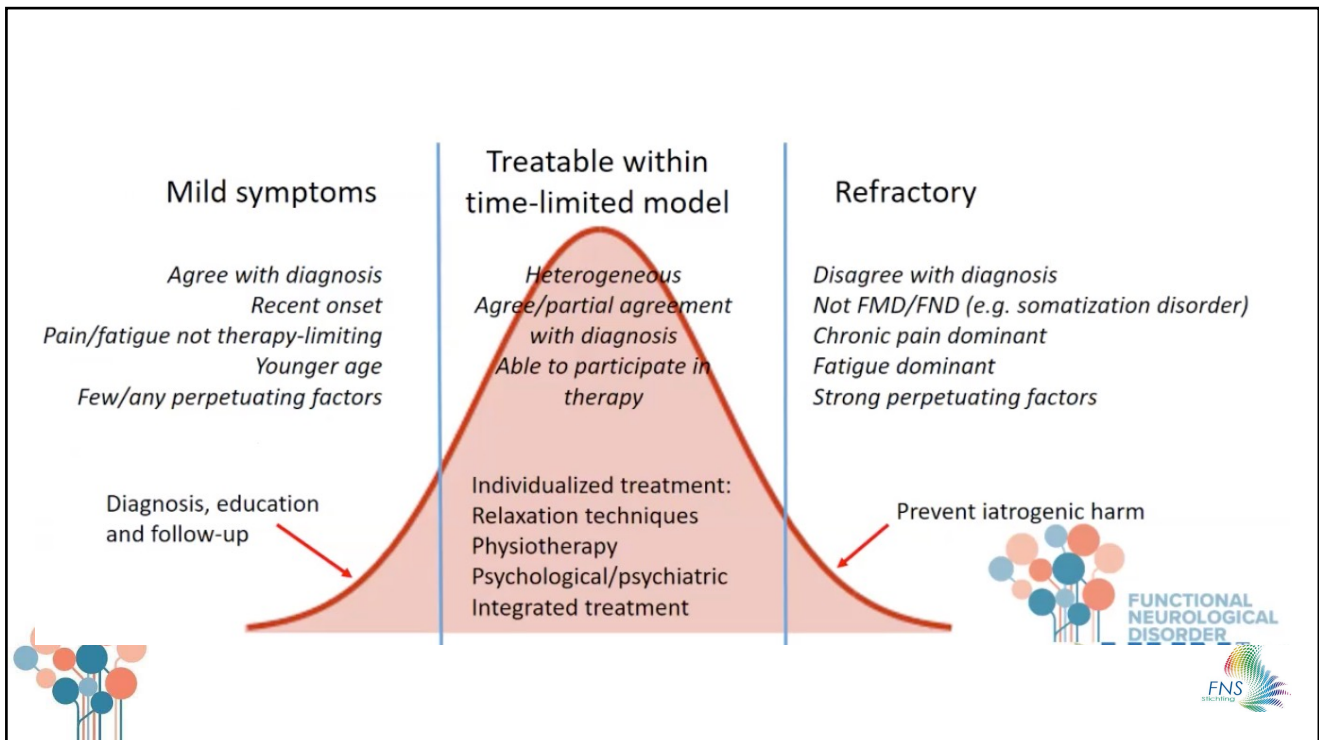 Mild symptoms
Agree with diagnosis
Recent onset
Pain/fatigue not therapy-limiting
Younger age
Few/any perpetuating factors
Diagnosis, education
and follow-up
Treatable within
time-limited model
Heterogeneous
Agree/partial agreement
with diagnosis
Able to participate in
therapy
Individualized treatment:
Relaxation techniques
Physiotherapy
Psychological/psychiatric
Integrated treatment
Refractory
Disagree with diagnosis
Not FMD/FND (e.g. somatization disorder)
Chronic pain dominant
Fatigue dominant
Strong perpetuating factors
Prevent iatrogenic harm
FUNCTIONAL
NEUROLOGICAL
DISORDER
FNS
Stichting